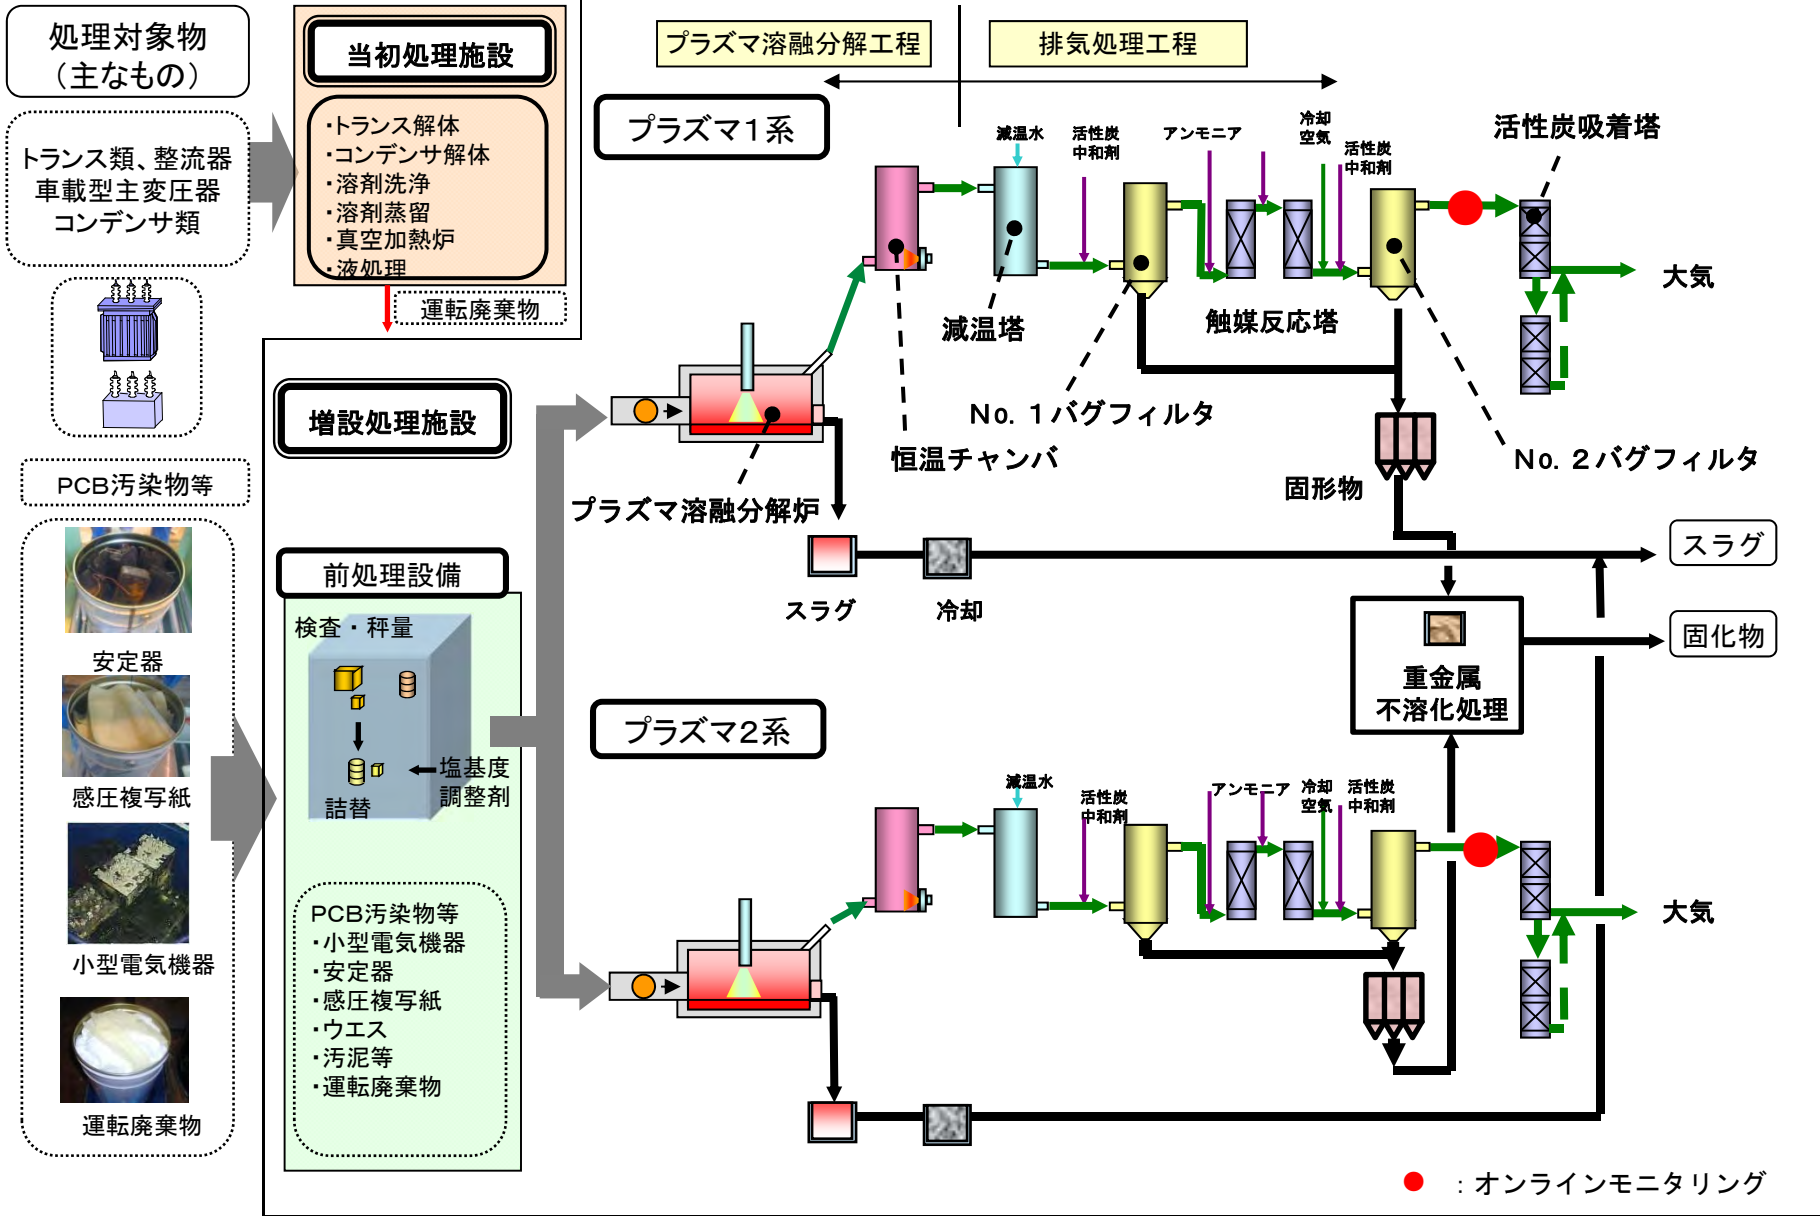 処理対象物
（主なもの）
トランス類、整流器
車載型主変圧器
コンデンサ類
PCB汚染物等
安定器
感圧複写紙
小型電気機器
運転廃棄物
当初処理施設
・トランス解体
・コンデンサ解体
・溶剤洗浄
・溶剤蒸留
・真空加熱炉
・液処理
運転廃棄物
増設処理施設
前処理設備
検査・秤量
詰替
塩基度
調整剤
PCB汚染物等
・小型電気機器
・安定器
・感圧複写紙
・ウエス
・汚泥等
・運転廃棄物
プラズマ溶融分解工程
排気処理工程
プラズマ1系
減温水
活性炭
中和剤
アンモニア
冷却
空気
活性炭
中和剤
活性炭吸着塔
大気
減温塔
触媒反応塔
No. 1バグフィルタ
恒温チャンバ
No. 2バグフィルタ
プラズマ溶融分解炉
固形物
スラグ
冷却
スラグ
固化物
重金属
不溶化処理
プラズマ2系
減温水
活性炭
中和剤
アンモニア
冷却
空気
活性炭
中和剤
大気
：オンラインモニタリング